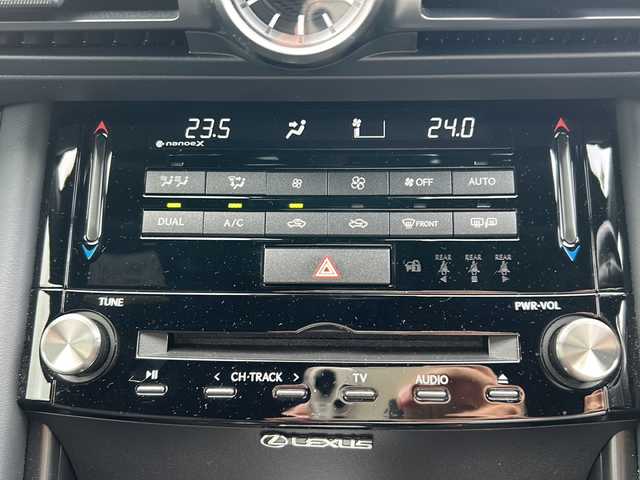 23.5 24.0
nanoeX
OFF AUTO
DUAL A/C FRONT
REAR REAR REAR
TUNE PWR-VOL
CH·TRACK TV AUDIO
LEXUS